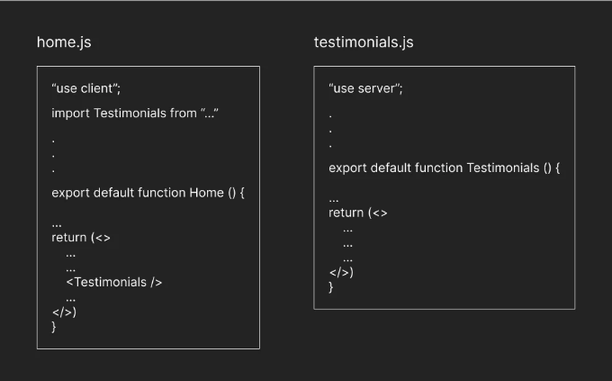 home.js
“use client”;
import Testimonials from “...”
.
.
.
export default function Home () {
...
return (<>
...
...
<Testimonials />
...
</>)
}
testimonials.js
“use server”;
.
.
.
export default function Testimonials () {
...
return (<>
...
...
...
</>)
}